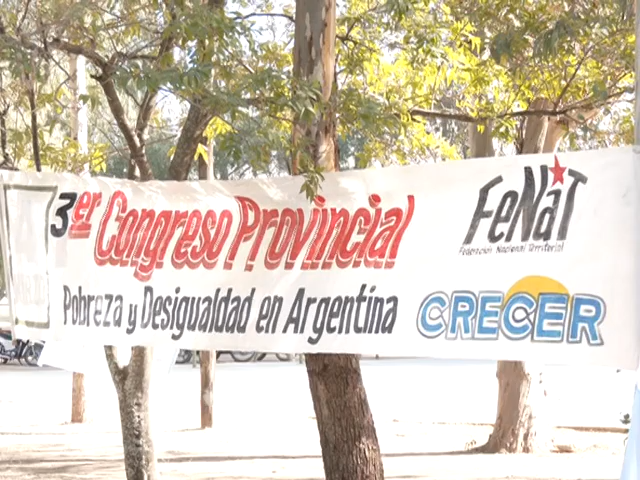 3er Congreso Provincial
Pobreza y Desigualdad en Argentina
FeNaT
Federación Nacional Territorial
CRECER